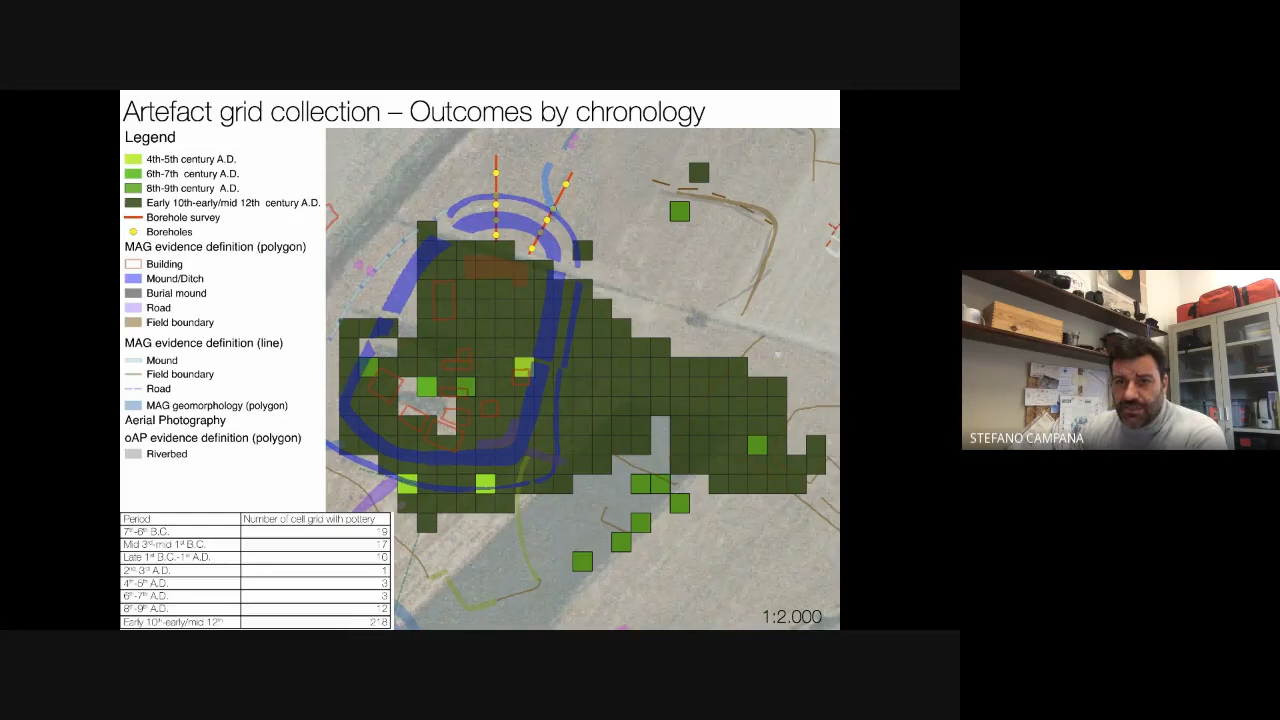 Artefact grid collection – Outcomes by chronology
Legend
4th-5th century A.D.
6th-7th century A.D.
8th-9th century A.D.
Early 10th-early/mid 12th century A.D.
Borehole survey
Boreholes
MAG evidence definition (polygon)
Building
Mound/Ditch
Burial mound
Road
Field boundary
MAG evidence definition (line)
Mound
Field boundary
Road
MAG geomorphology (polygon)
Aerial Photography
oAP evidence definition (polygon)
Riverbed
Period Number of cell grid with pottery
7th-6th B.C. 19
Mid 3rd-mid 1st B.C. 17
Late 1st B.C.-1st A.D. 10
2nd-3rd A.D. 1
4th-5th A.D. 3
6th-7th A.D. 3
8th-9th A.D. 12
Early 10th-early/mid 12th 218
1:2.000
STEFANO CAMPANA